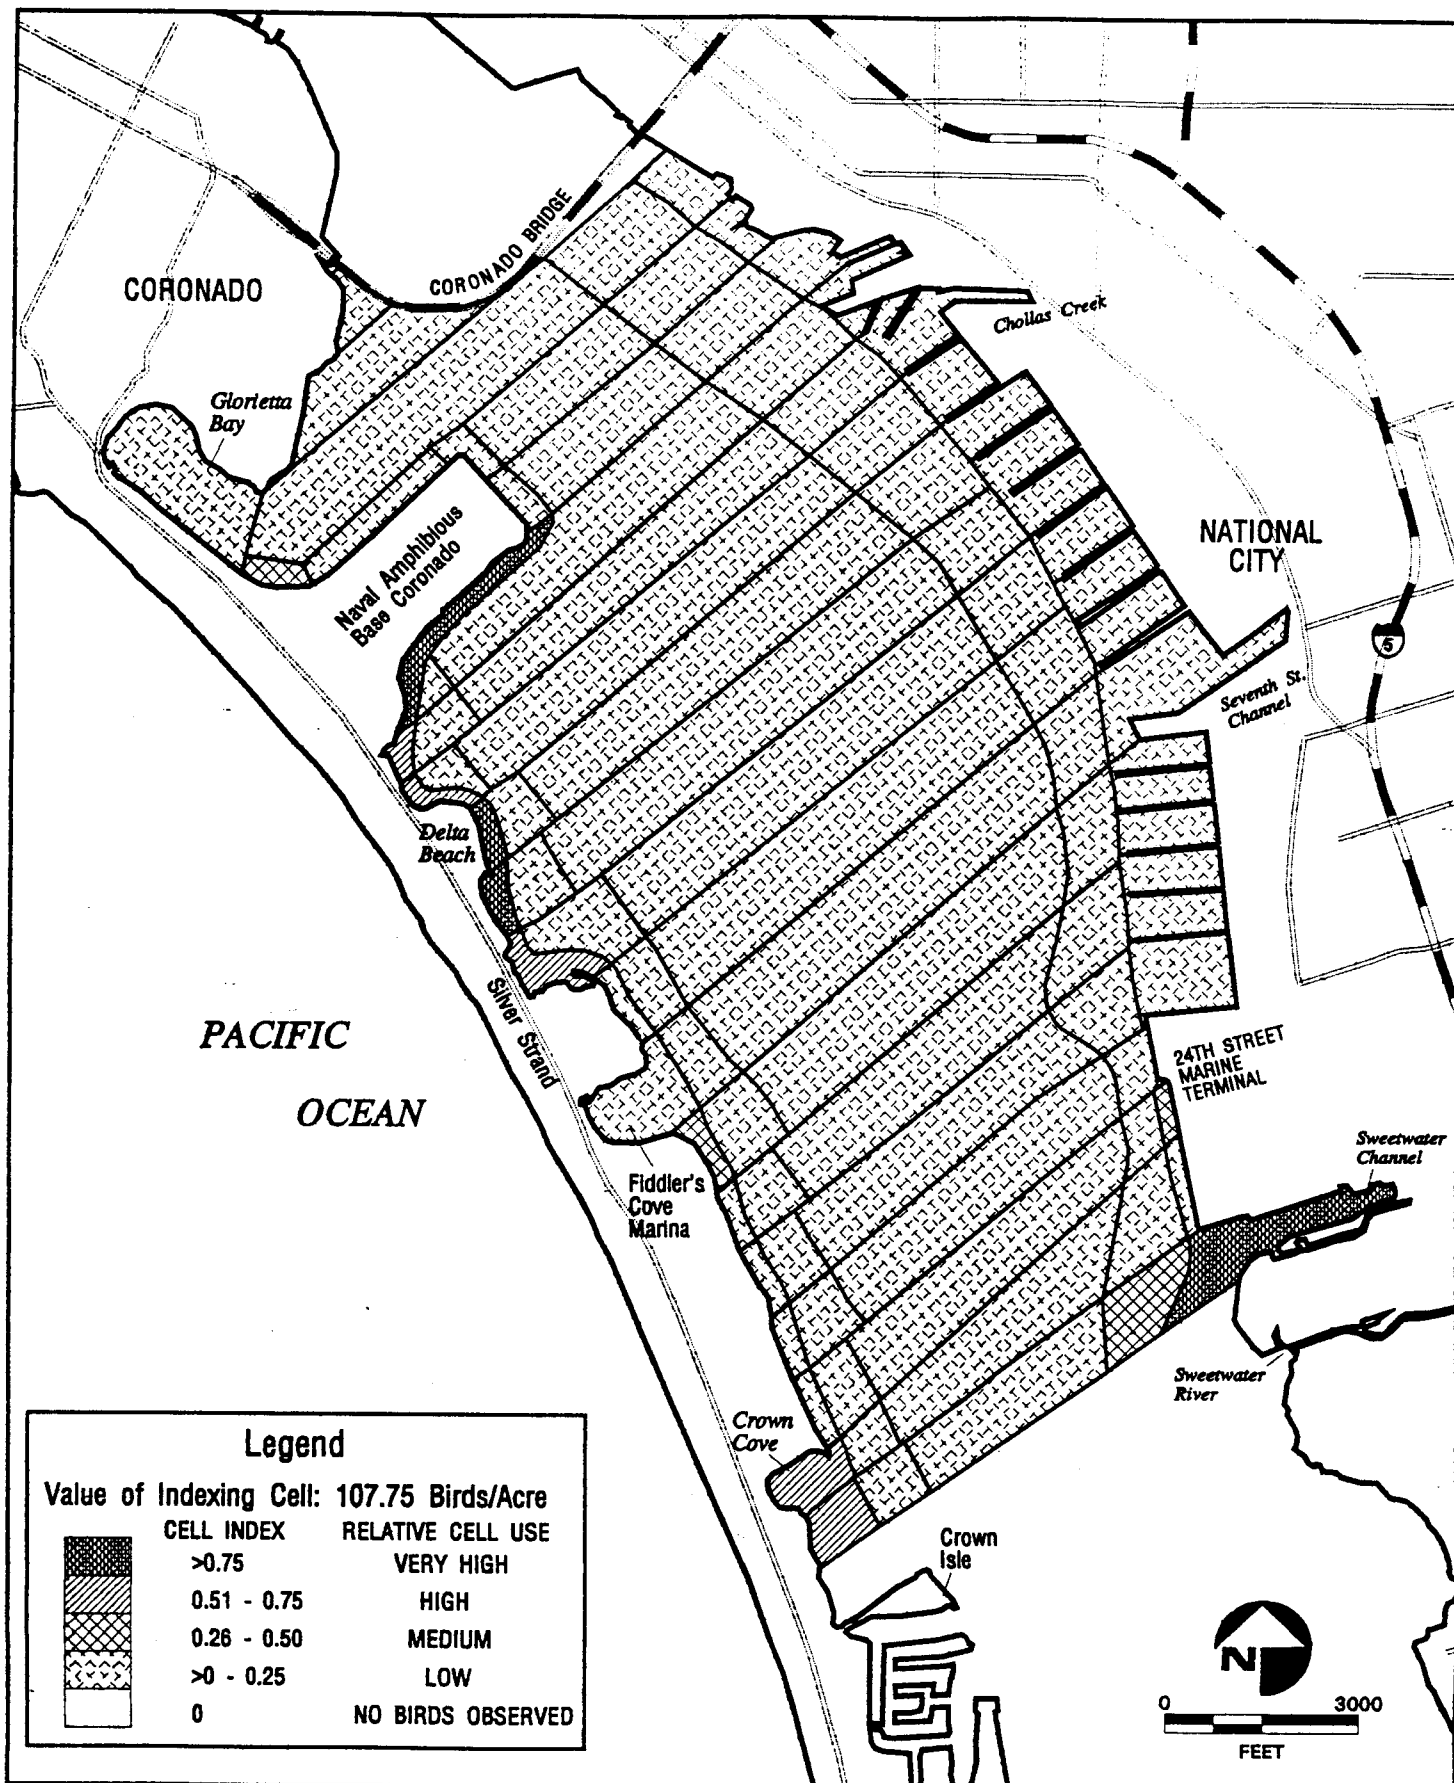 CORONADO BRIDGE
CORONADO
Chollas Creek
Glorietta
Bay
Naval Amphibious
Base Coronado
NATIONAL
CITY
5
Seventh St.
Channel
Delta
Beach
Silver Strand
PACIFIC
OCEAN
24TH STREET
MARINE
TERMINAL
Sweetwater
Channel
Fiddler's
Cove
Marina
Sweetwater
River
Crown
Cove
Crown
Isle
Legend
Value of Indexing Cell: 107.75 Birds/Acre
CELL INDEX RELATIVE CELL USE
>0.75 VERY HIGH
0.51 - 0.75 HIGH
0.26 - 0.50 MEDIUM
>0 - 0.25 LOW
0 NO BIRDS OBSERVED
N
0 3000
FEET